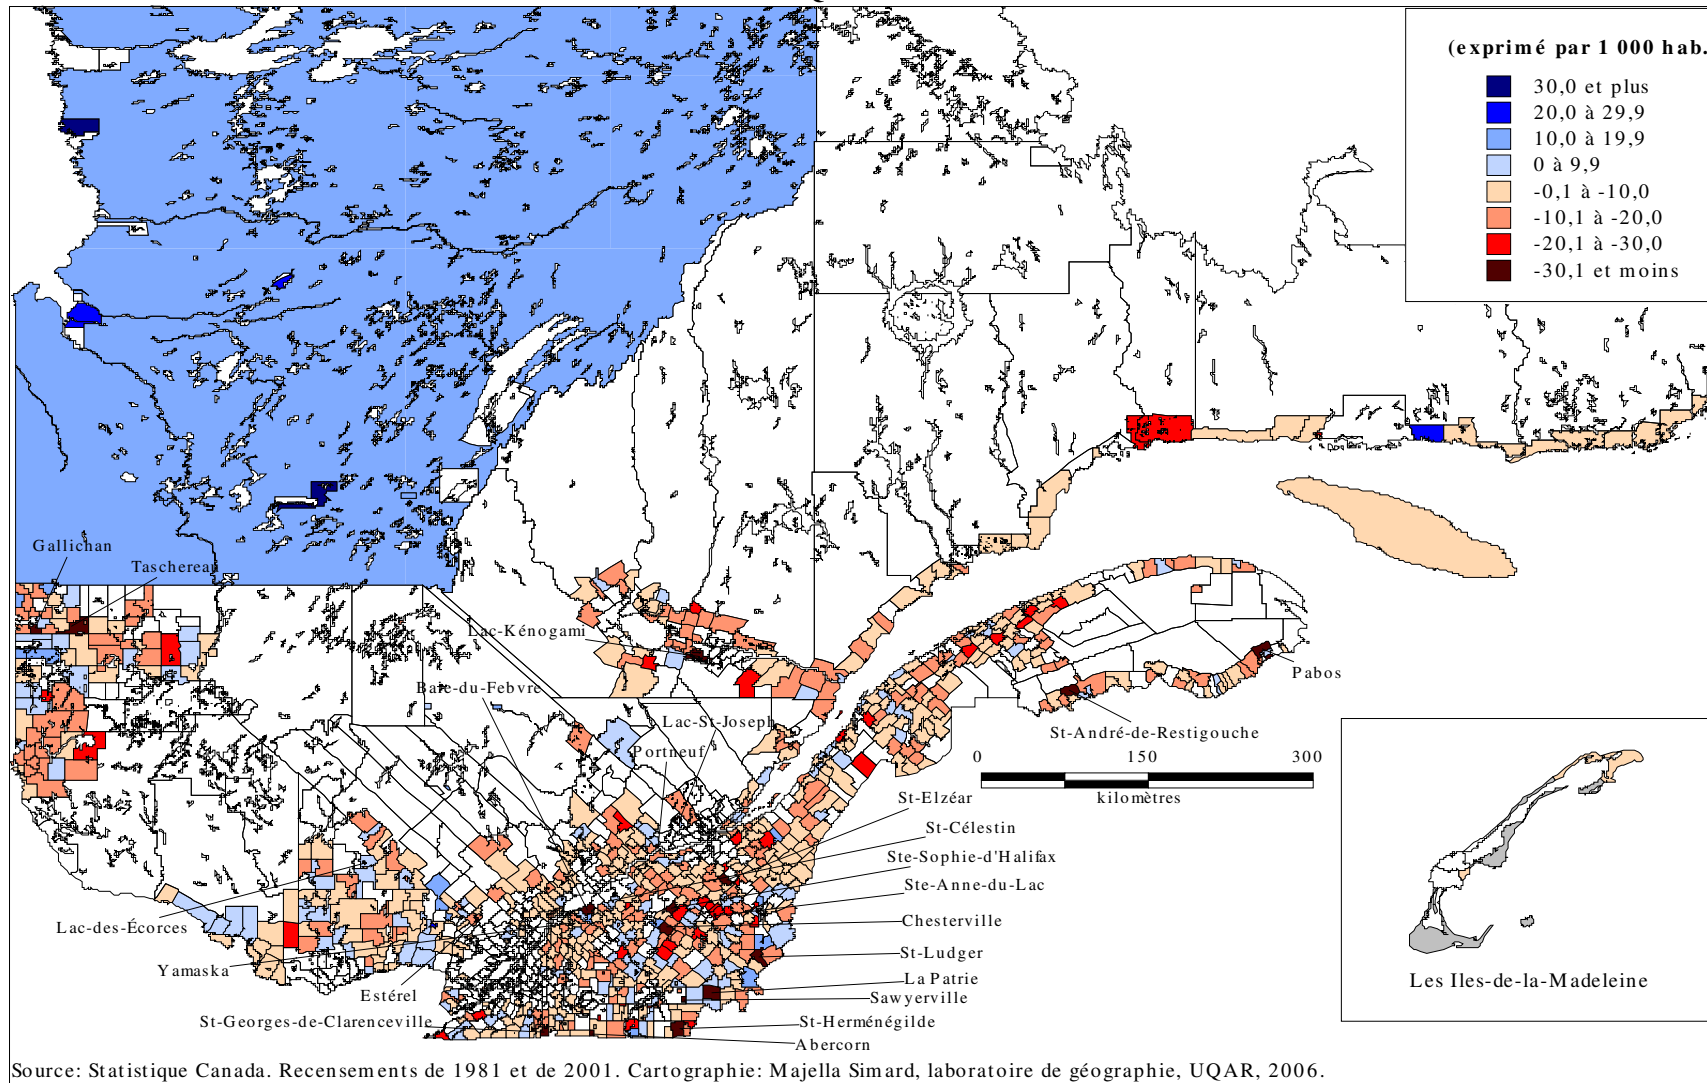 (exprimé par 1 000 hab.
30,0 et plus
20,0 à 29,9
10,0 à 19,9
0 à 9,9
-0,1 à -10,0
-10,1 à -20,0
-20,1 à -30,0
-30,1 et moins
Gallichan
Taschereau
Lac-Kénogami
Baie-du-Febvre
Pabos
Lac-St-Joseph
St-André-de-Restigouche
Portneuf
0 150 300
kilomètres
St-Elzéar
St-Célestin
Ste-Sophie-d'Halifax
Ste-Anne-du-Lac
Chesterville
Lac-des-Écorces
St-Ludger
Yamaska
La Patrie
Les Iles-de-la-Madeleine
Estérel
Sawyerville
St-Georges-de-Clarenceville
St-Herménégilde
Abercorn
Source: Statistique Canada. Recensements de 1981 et de 2001. Cartographie: Majella Simard, laboratoire de géographie, UQAR, 2006.